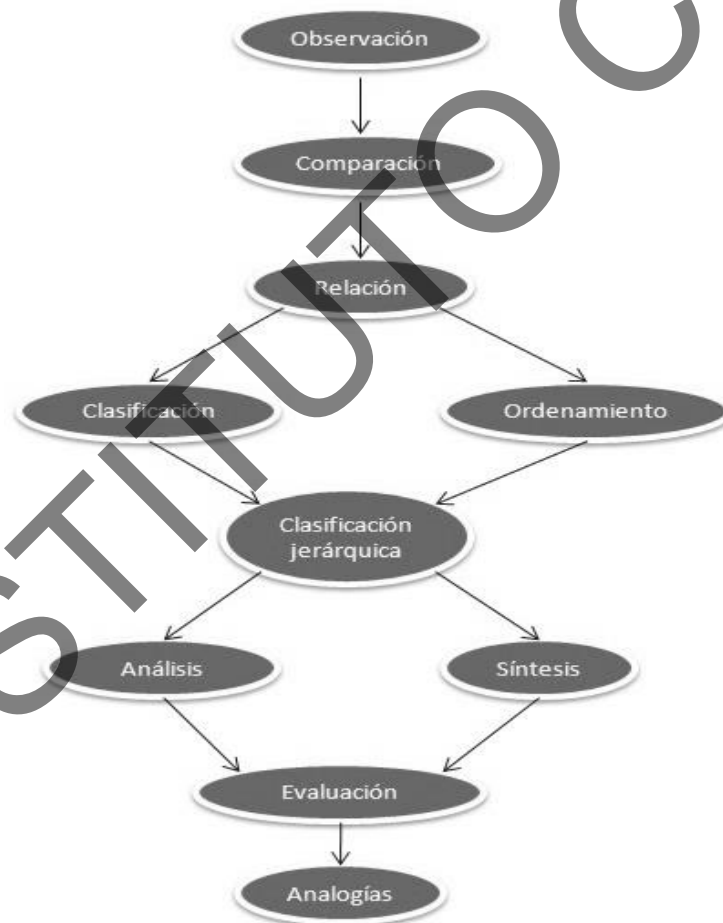 Observación
Comparación
Relación
Clasificación
Ordenamiento
Clasificación
jerárquica
Análisis
Síntesis
Evaluación
Analogías